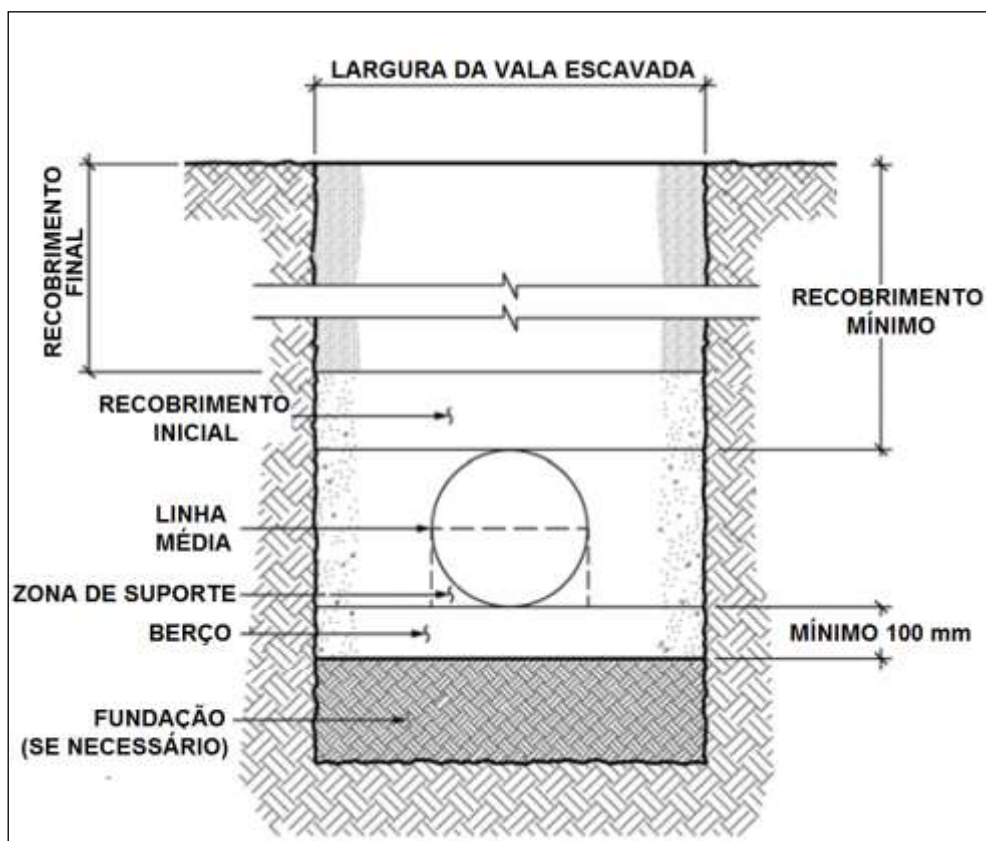 LARGURA DA VALA ESCAVADA
RECOBRIMENTO
FINAL
RECOBRIMENTO
MÍNIMO
RECOBRIMENTO
INICIAL
LINHA
MÉDIA
ZONA DE SUPORTE
BERÇO
MÍNIMO 100 mm
FUNDAÇÃO
(SE NECESSÁRIO)